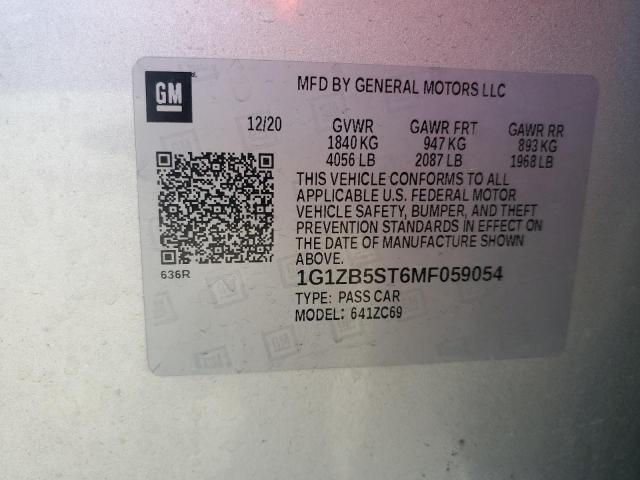 GM
MFD BY GENERAL MOTORS LLC
12/20 GVWR GAWR FRT GAWR RR
1840 KG 947 KG 893 KG
4056 LB 2087 LB 1968 LB
THIS VEHICLE CONFORMS TO ALL
APPLICABLE U.S. FEDERAL MOTOR
VEHICLE SAFETY, BUMPER, AND THEFT
PREVENTION STANDARDS IN EFFECT ON
THE DATE OF MANUFACTURE SHOWN
ABOVE.
636R
1G1ZB5ST6MF059054
TYPE: PASS CAR
MODEL: 641ZC69